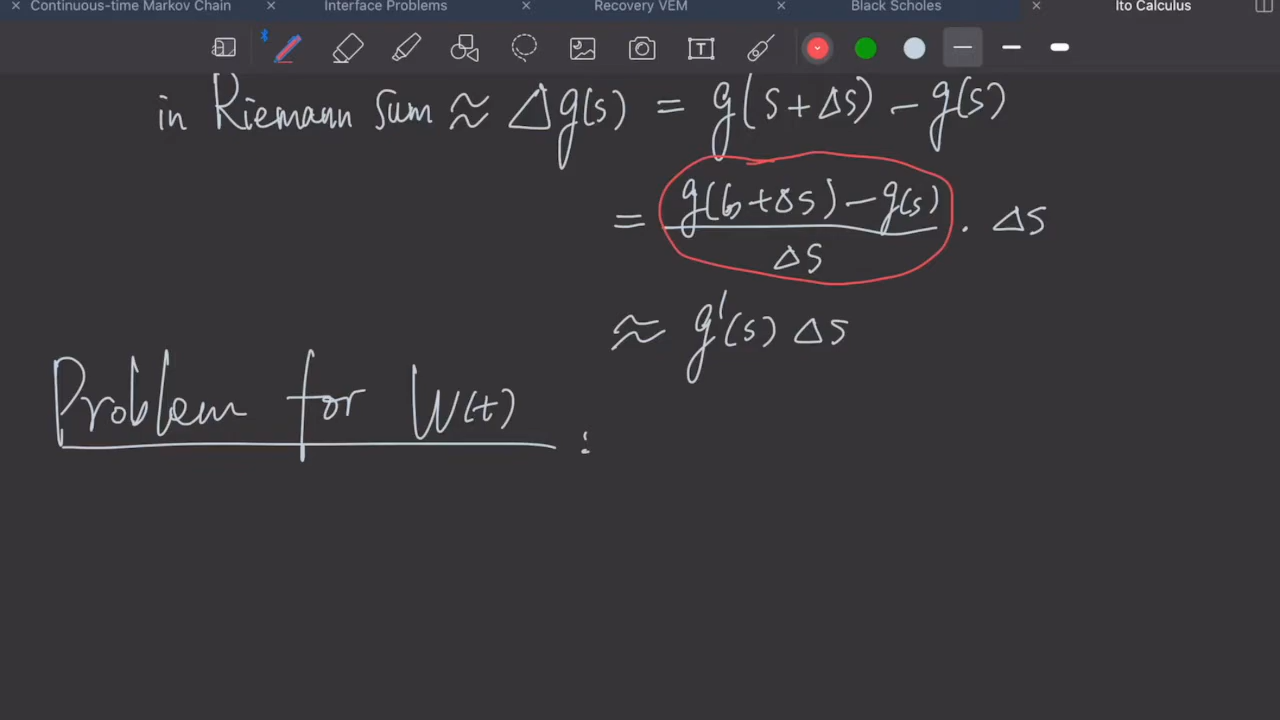 Continuous-time Markov Chain × Interface Problems × Recovery VEM × Black Scholes × Ito Calculus
in Riemann Sum ≈ Δg(s) = g(s+Δs) − g(s)
= g(s+Δs) − g(s) / Δs · Δs
≈ g'(s) Δs
Problem for W(t) :